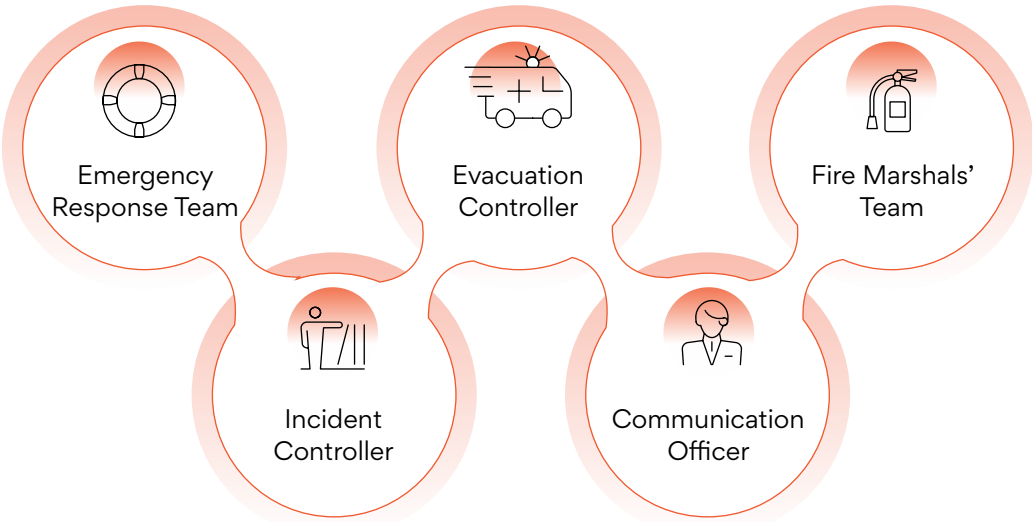 Emergency
Response Team
Evacuation
Controller
Fire Marshals’
Team
Incident
Controller
Communication
Officer